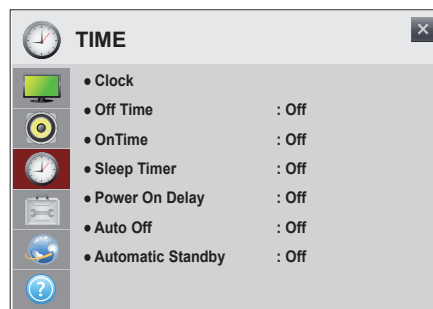 TIME
● Clock
● Off Time : Off
● OnTime : Off
● Sleep Timer : Off
● Power On Delay : Off
● Auto Off : Off
● Automatic Standby : Off
?